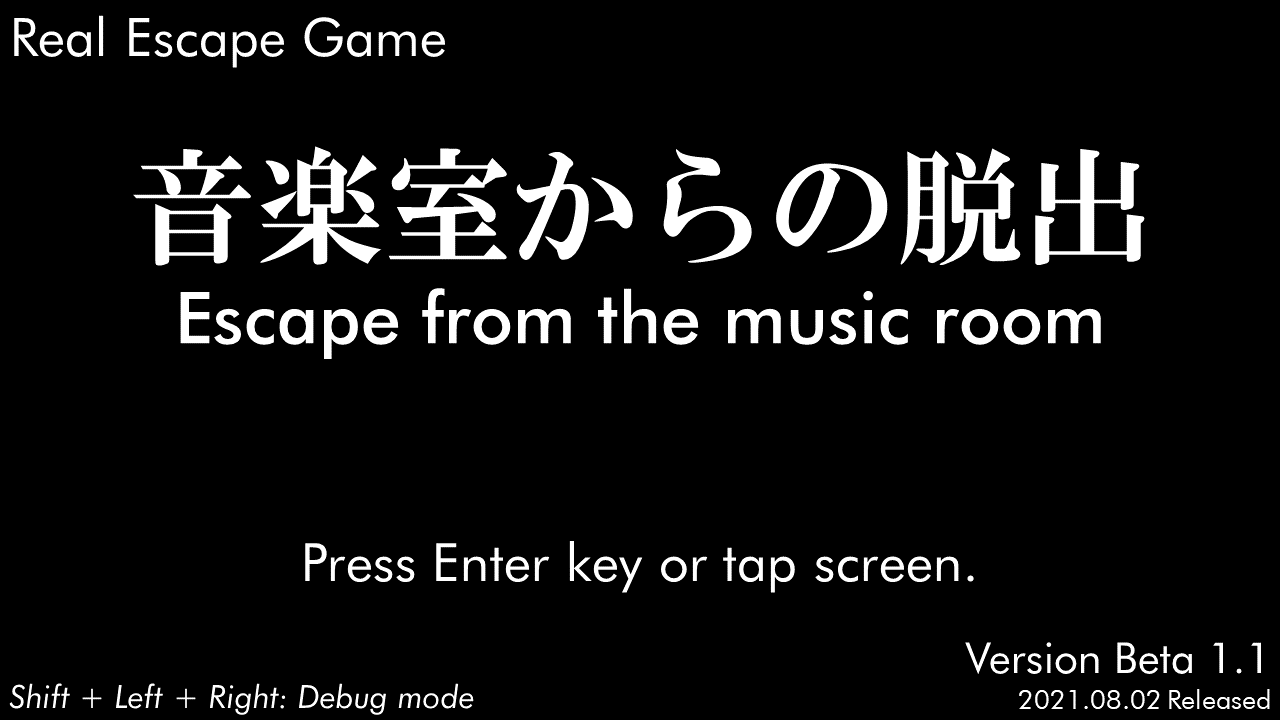 Real Escape Game
音楽室からの脱出
Escape from the music room
Press Enter key or tap screen.
Version Beta 1.1
Shift + Left + Right: Debug mode
2021.08.02 Released